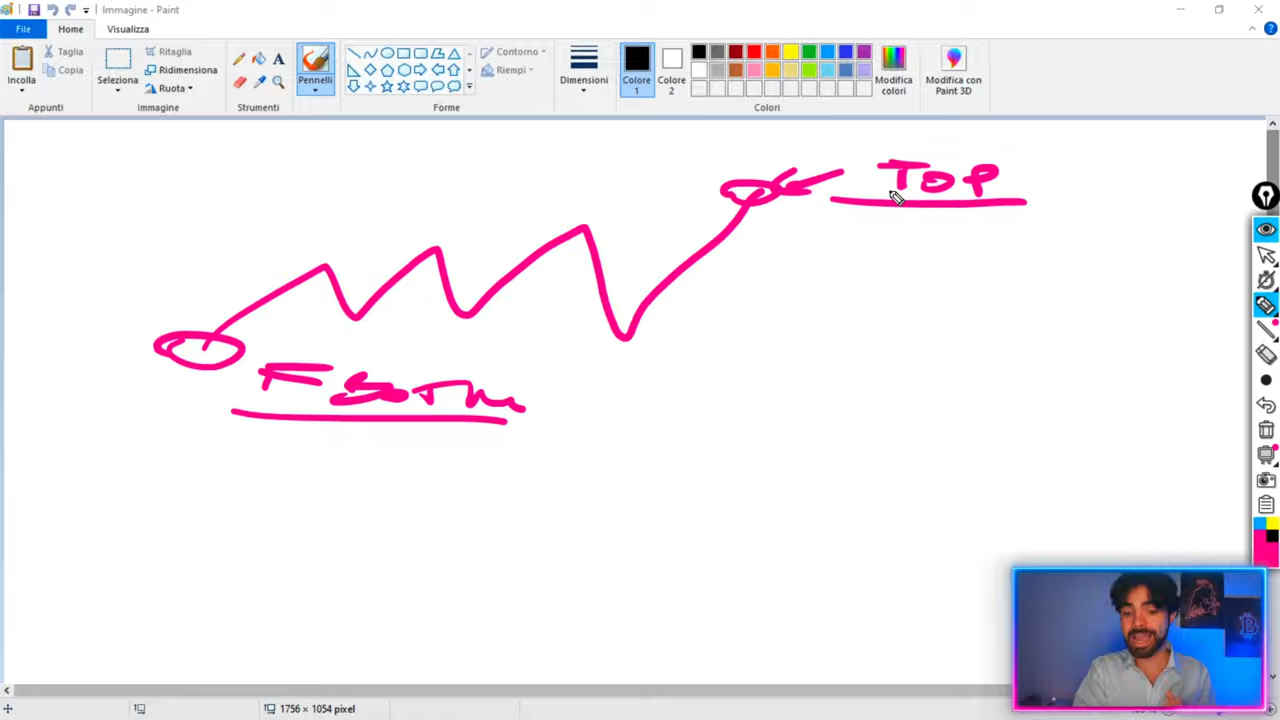 Immagine - Paint
File Home Visualizza
Incolla
Taglia
Copia
Appunti
Seleziona
Ritaglia
Ridimensiona
Ruota
Immagine
Strumenti
Pennelli
Forme
Contorno
Riempi
Dimensioni
Colore 1
Colore 2
Colori
Modifica colori
Modifica con Paint 3D
TOP
1756 × 1054 pixel